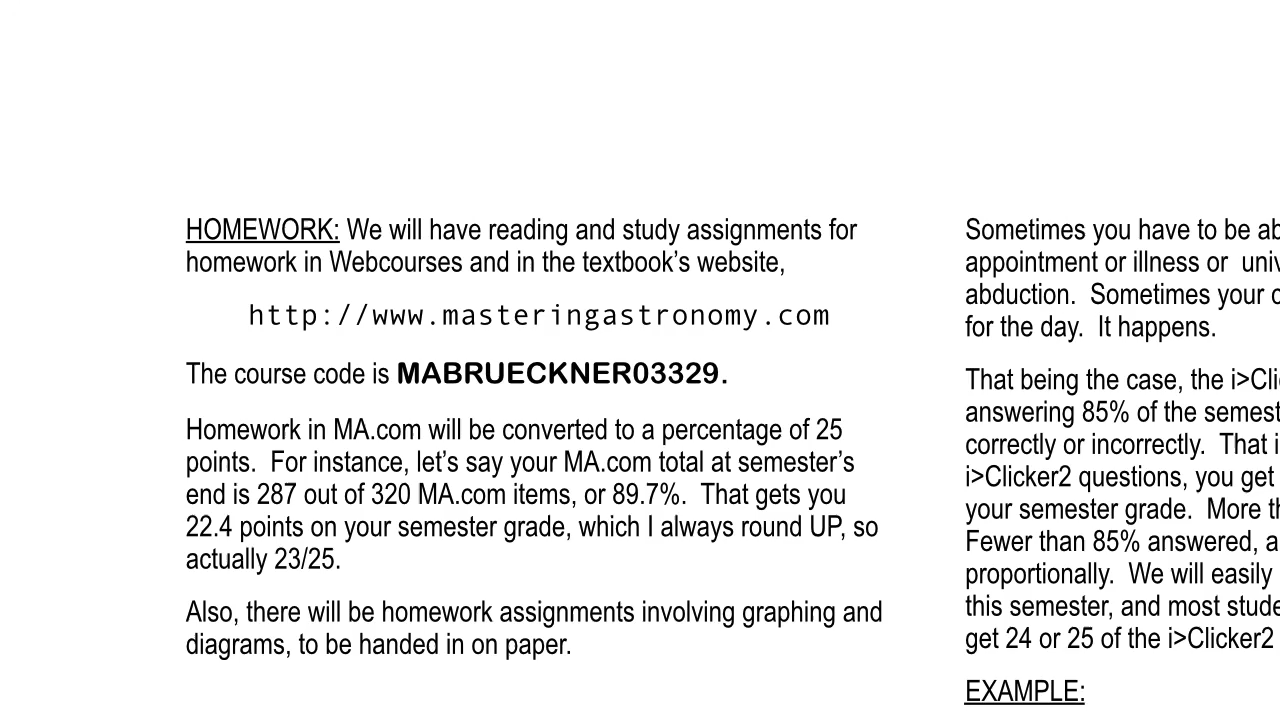 HOMEWORK: We will have reading and study assignments for
homework in Webcourses and in the textbook’s website,
http://www.masteringastronomy.com
The course code is MABRUECKNER03329.
Homework in MA.com will be converted to a percentage of 25
points.  For instance, let’s say your MA.com total at semester’s
end is 287 out of 320 MA.com items, or 89.7%.  That gets you
22.4 points on your semester grade, which I always round UP, so
actually 23/25.
Also, there will be homework assignments involving graphing and
diagrams, to be handed in on paper.
Sometimes you have to be
appointment or illness or
abduction.  Sometimes your
for the day.  It happens.
That being the case, the
answering 85% of the
correctly or incorrectly.  That
i>Clicker2 questions, you get
your semester grade.  More
Fewer than 85% answered,
proportionally.  We will easily
this semester, and most
get 24 or 25 of the i>Clicker2
EXAMPLE: